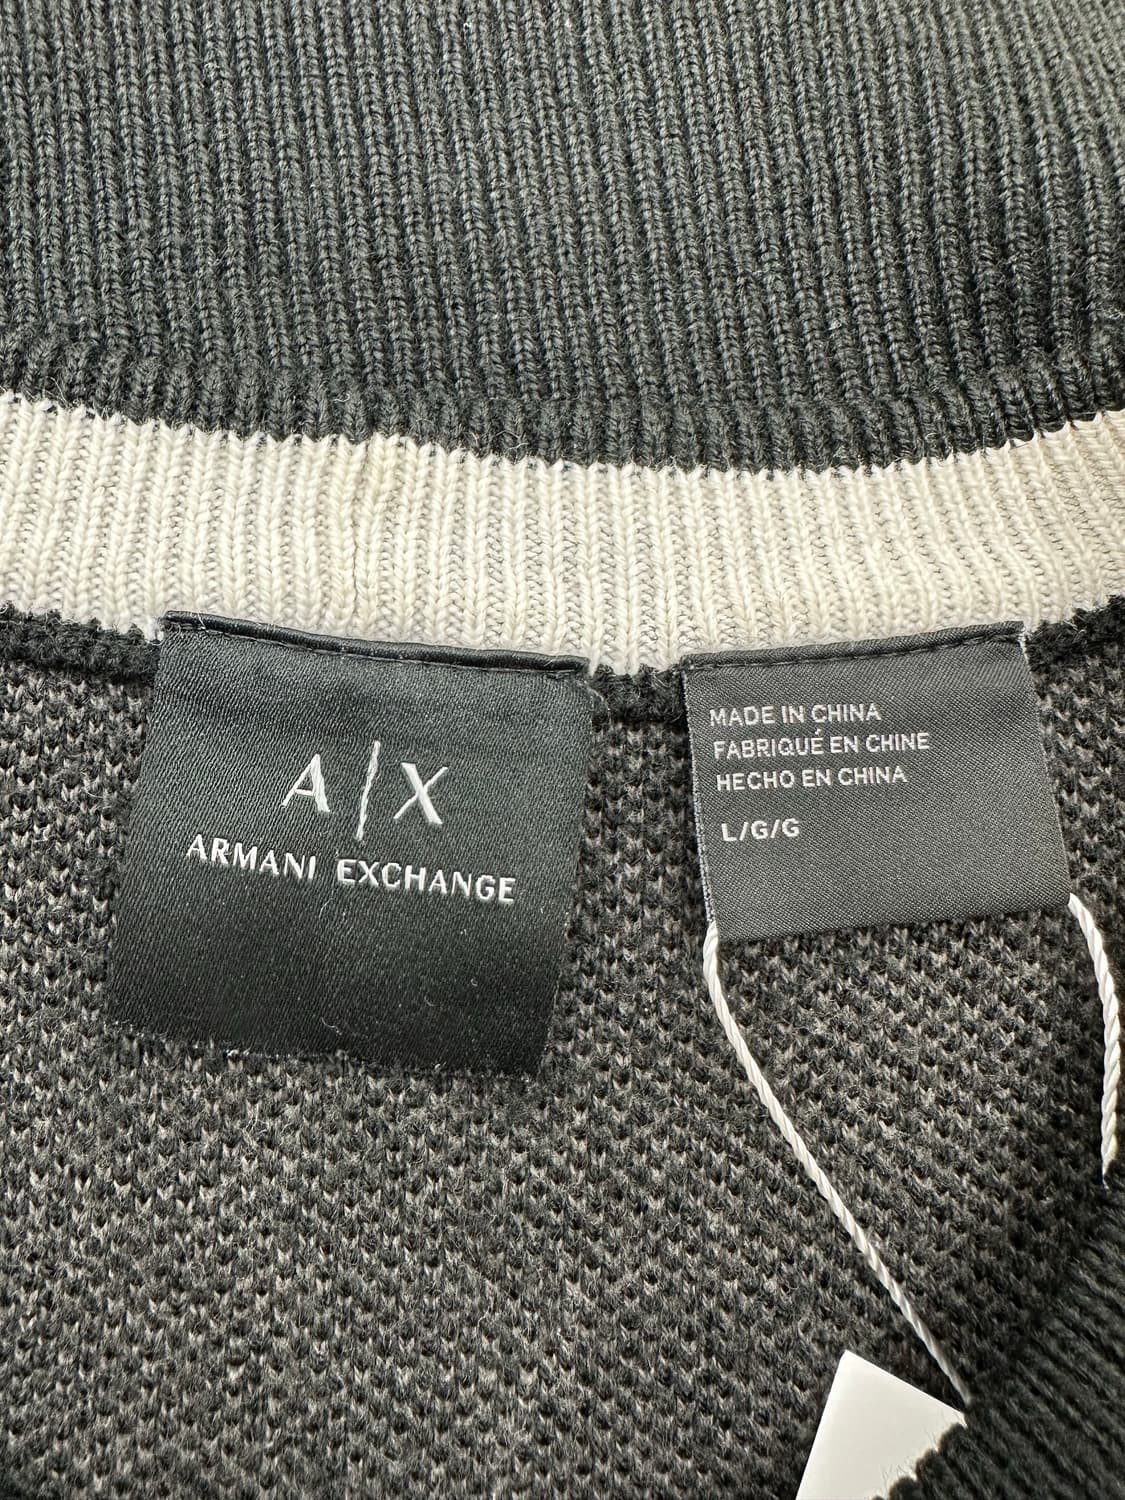 A|X
ARMANI EXCHANGE
MADE IN CHINA
FABRIQUÉ EN CHINE
HECHO EN CHINA
L/G/G